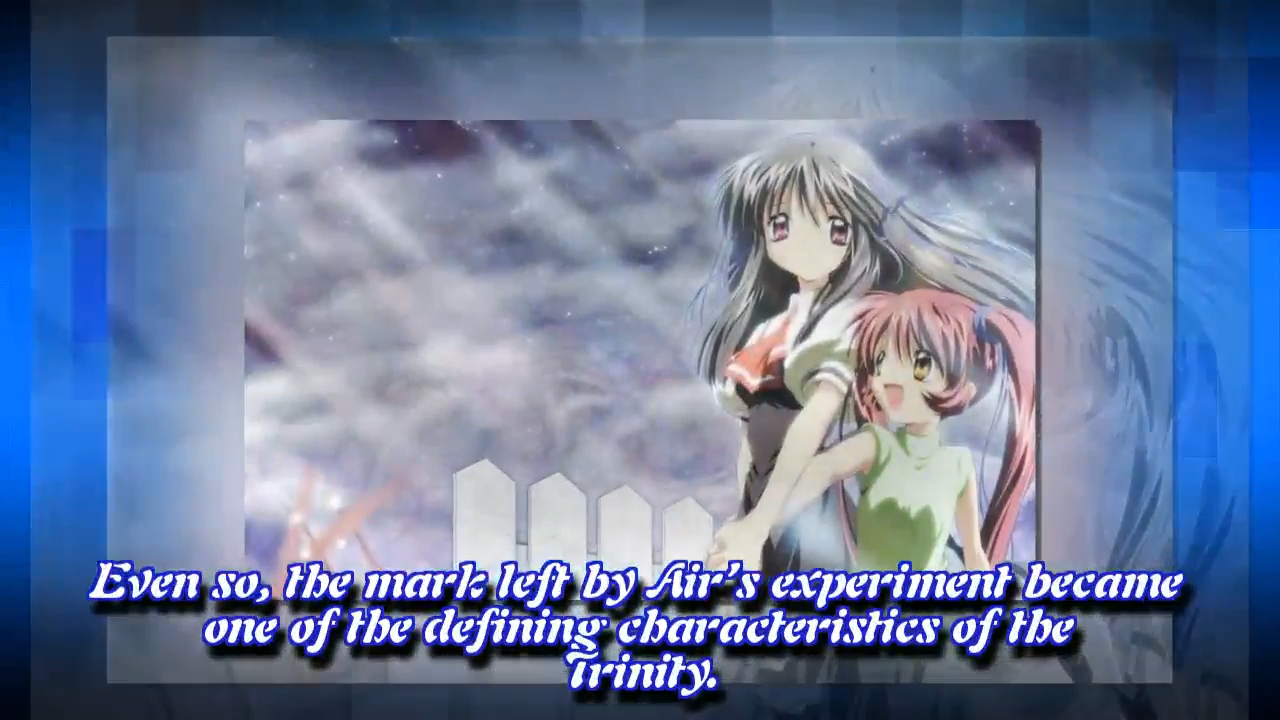 Even so, the mark left by Air's experiment became
one of the defining characteristics of the
Trinity.